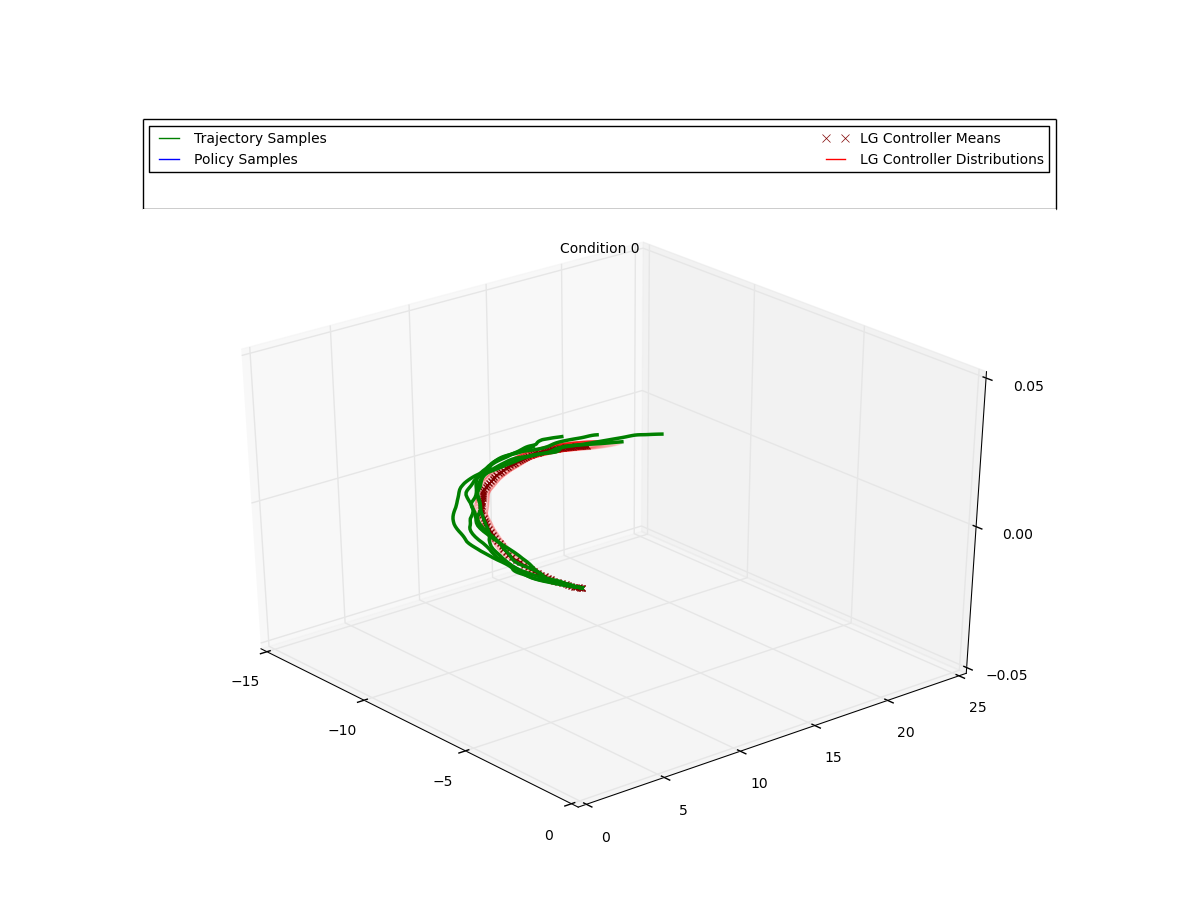 Trajectory Samples
Policy Samples
LG Controller Means
LG Controller Distributions
Condition 0
0.05
0.00
−0.05
−15
−10
−5
0
0
5
10
15
20
25